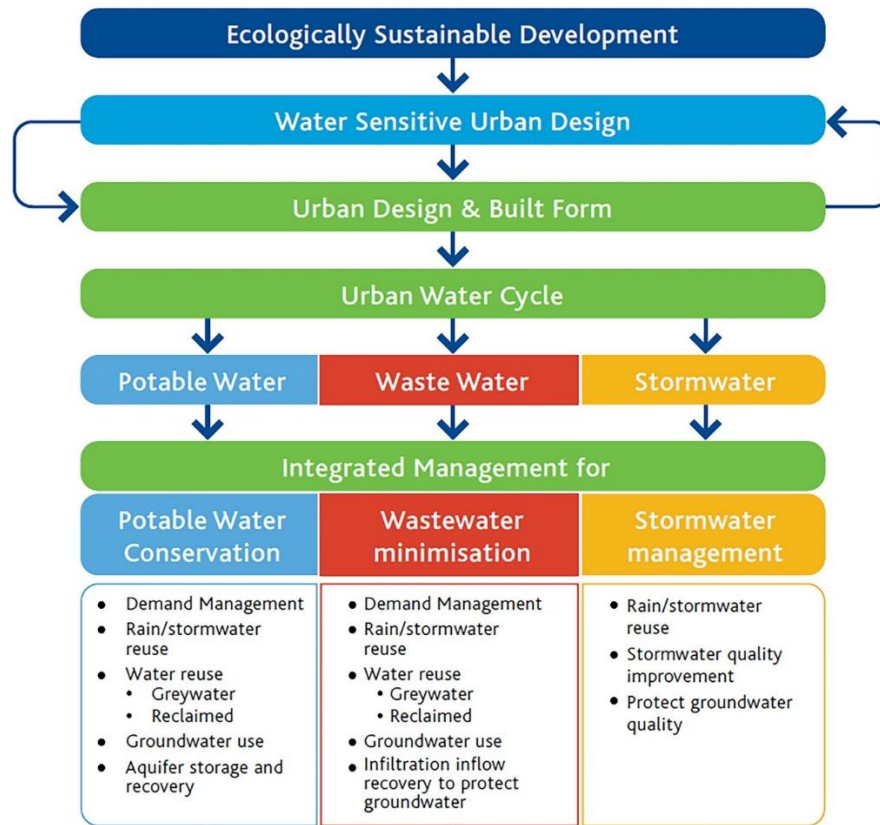 Ecologically Sustainable Development
Water Sensitive Urban Design
Urban Design & Built Form
Urban Water Cycle
Potable Water
Waste Water
Stormwater
Integrated Management for
Potable Water
Conservation
Wastewater
minimisation
Stormwater
management
• Demand Management
• Rain/stormwater
reuse
• Water reuse
• Greywater
• Reclaimed
• Groundwater use
• Aquifer storage and
recovery
• Demand Management
• Rain/stormwater
reuse
• Water reuse
• Greywater
• Reclaimed
• Groundwater use
• Infiltration inflow
recovery to protect
groundwater
• Rain/stormwater
reuse
• Stormwater quality
improvement
• Protect groundwater
quality